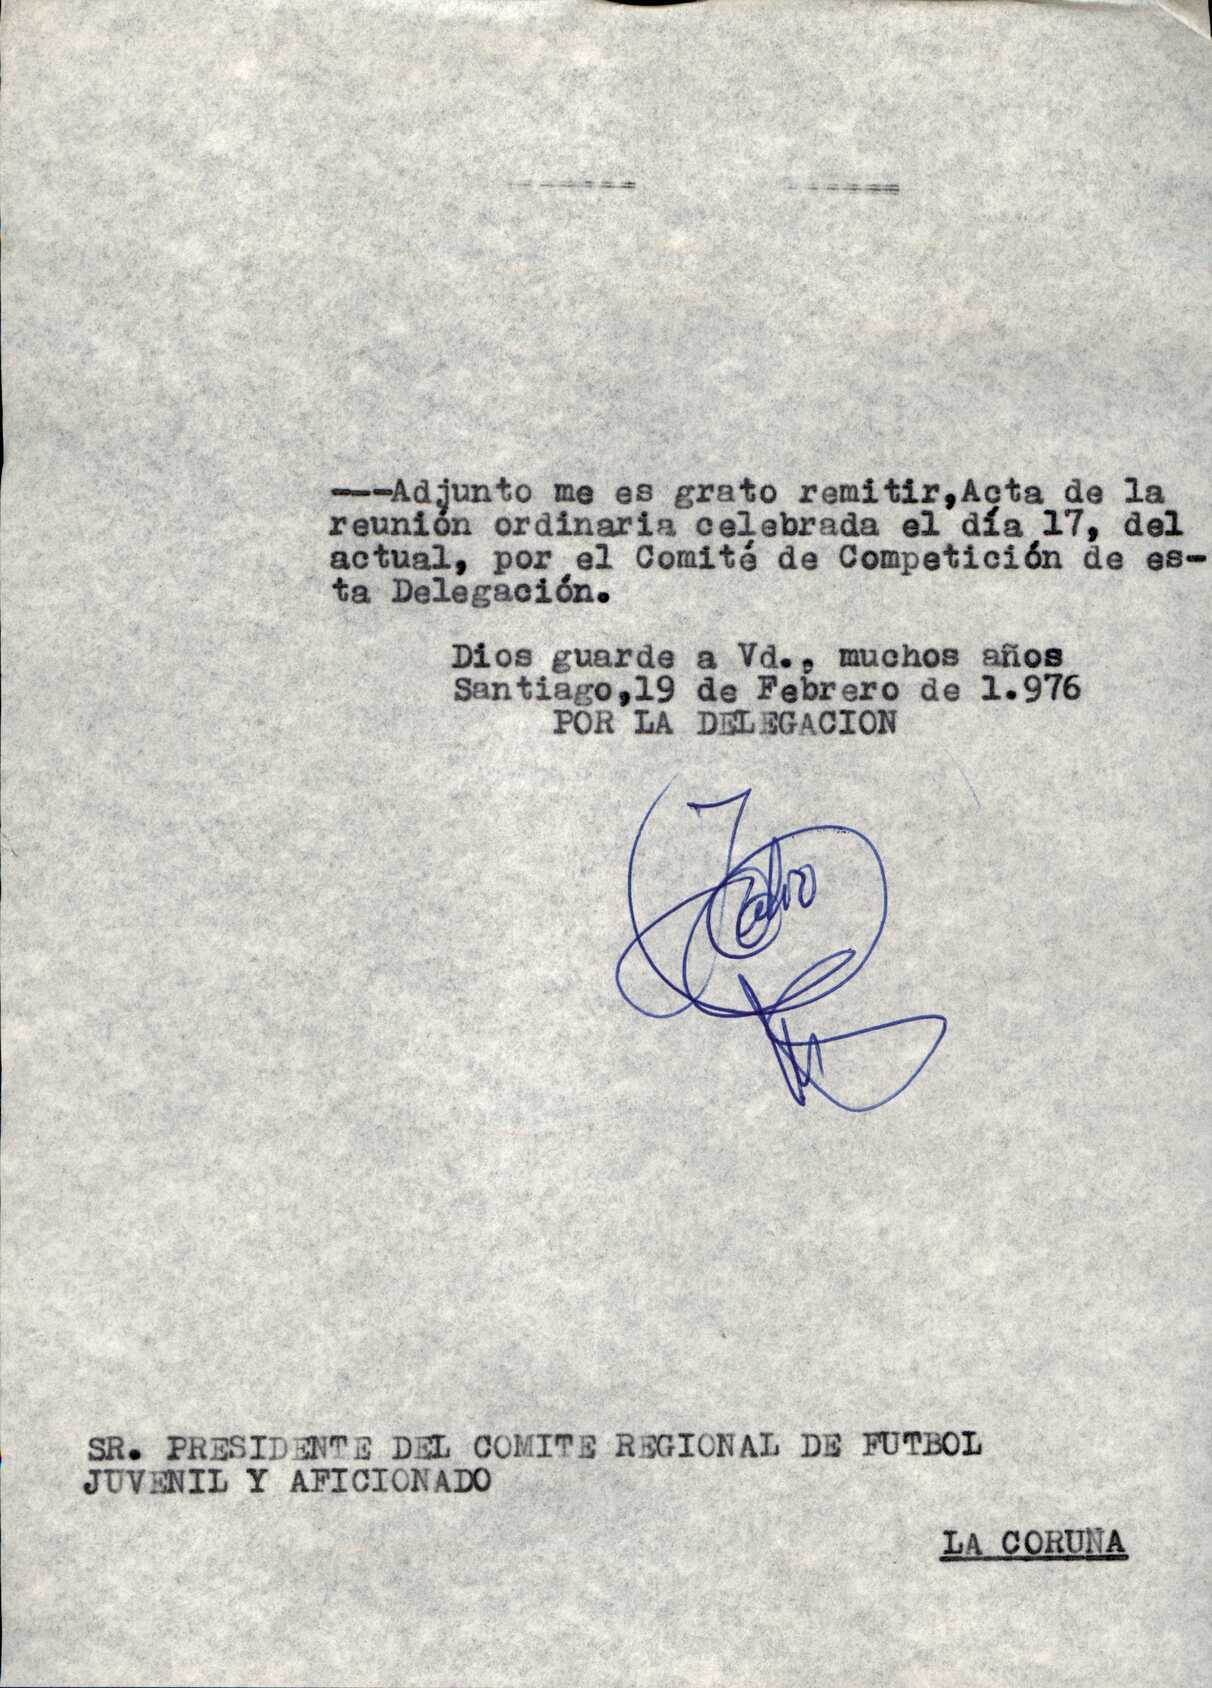 ---Adjunto me es grato remitir,Acta de la
reunión ordinaria celebrada el día 17, del
actual, por el Comité de Competición de es-
ta Delegación.
Dios guarde a Vd., muchos años
Santiago,19 de Febrero de 1.976
POR LA DELEGACION
SR. PRESIDENTE DEL COMITE REGIONAL DE FUTBOL
JUVENIL Y AFICIONADO
LA CORUÑA